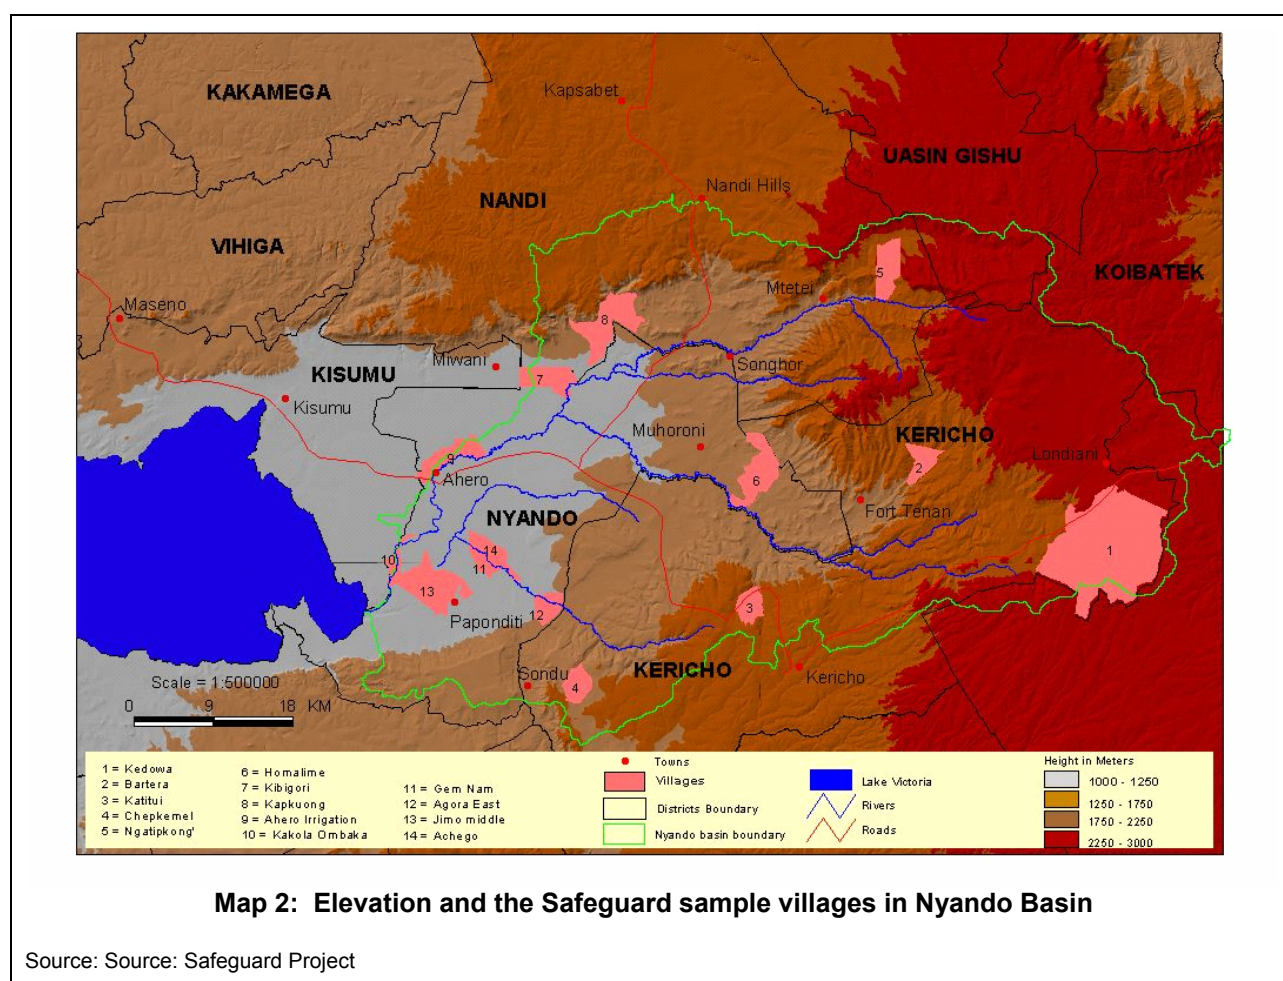 KAKAMEGA
Kapsabet
UASIN GISHU
Nandi Hills
NANDI
VIHIGA
KOIBATEK
5
Mtetei
Maseno
8
Miwani
Songhor
KISUMU
7
Kisumu
Muhoroni
KERICHO
Londiani
9
2
Ahero
6
Fort Tenan
NYANDO
14
10
11
1
13
3
Paponditi
12
Sondu
KERICHO
Kericho
4
Scale = 1:500000
0 9 18 KM
1 = Kedowa
2 = Bartera
3 = Katitui
4 = Chepkemel
5 = Ngatipkong'
6 = Homalime
7 = Kibigori
8 = Kapkuong
9 = Ahero Irrigation
10 = Kakola Ombaka
11 = Gem Nam
12 = Agora East
13 = Jimo middle
14 = Achego
Towns
Villages
Districts Boundary
Nyando basin boundary
Lake Victoria
Rivers
Roads
Height in Meters
1000 - 1250
1250 - 1750
1750 - 2250
2250 - 3000
Map 2: Elevation and the Safeguard sample villages in Nyando Basin
Source: Source: Safeguard Project